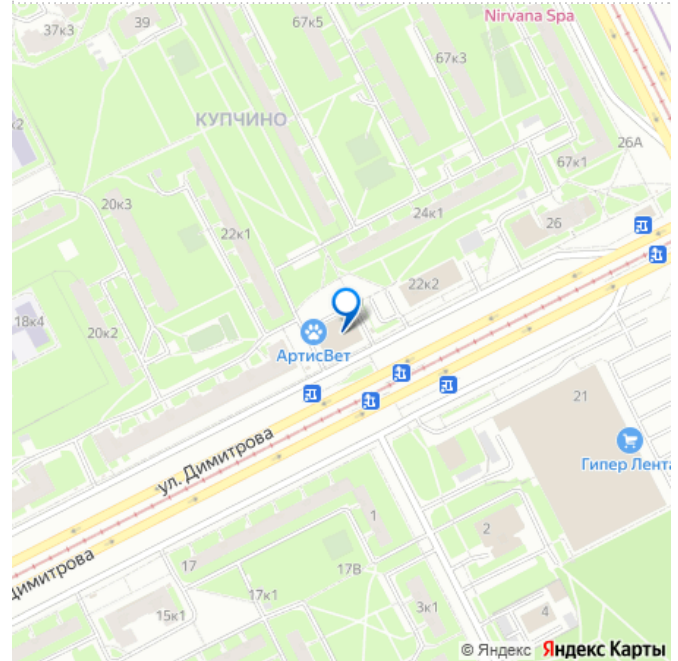 Nirvana Spa
37к3
39
67к5
67к3
к2
КУПЧИНО
26А
67к1
20к3
24к1
22к1
26
22к2
18к4
20к2
АртисВет
21
Гипер Лента
ул. Димитрова
1
2
Димитрова
17
17В
17к1
15к1
3к1
4
© Яндекс Яндекс Карты